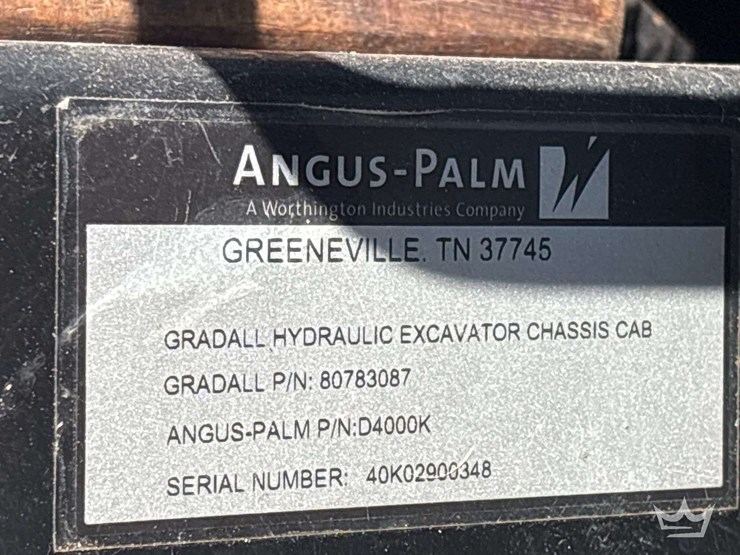 ANGUS-PALM
A Worthington Industries Company
GREENEVILLE. TN 37745
GRADALL HYDRAULIC EXCAVATOR CHASSIS CAB
GRADALL P/N: 80783087
ANGUS-PALM P/N:D4000K
SERIAL NUMBER: 40K02900348